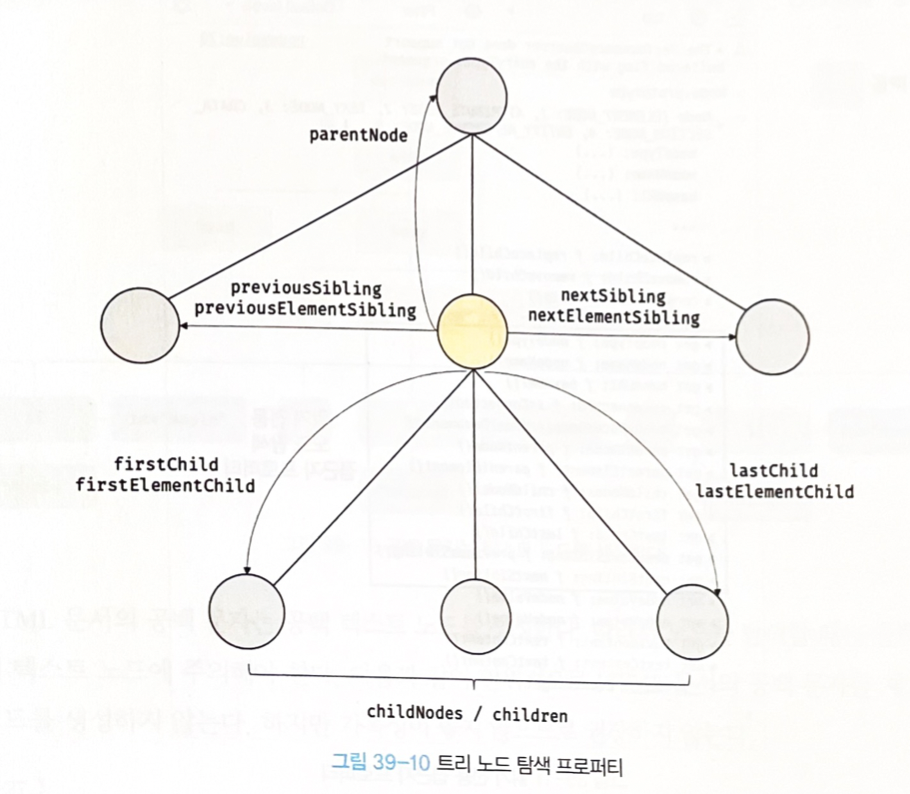 parentNode
previousSibling
previousElementSibling
nextSibling
nextElementSibling
firstChild
firstElementChild
lastChild
lastElementChild
childNodes / children
그림 39-10 트리 노드 탐색 프로퍼티